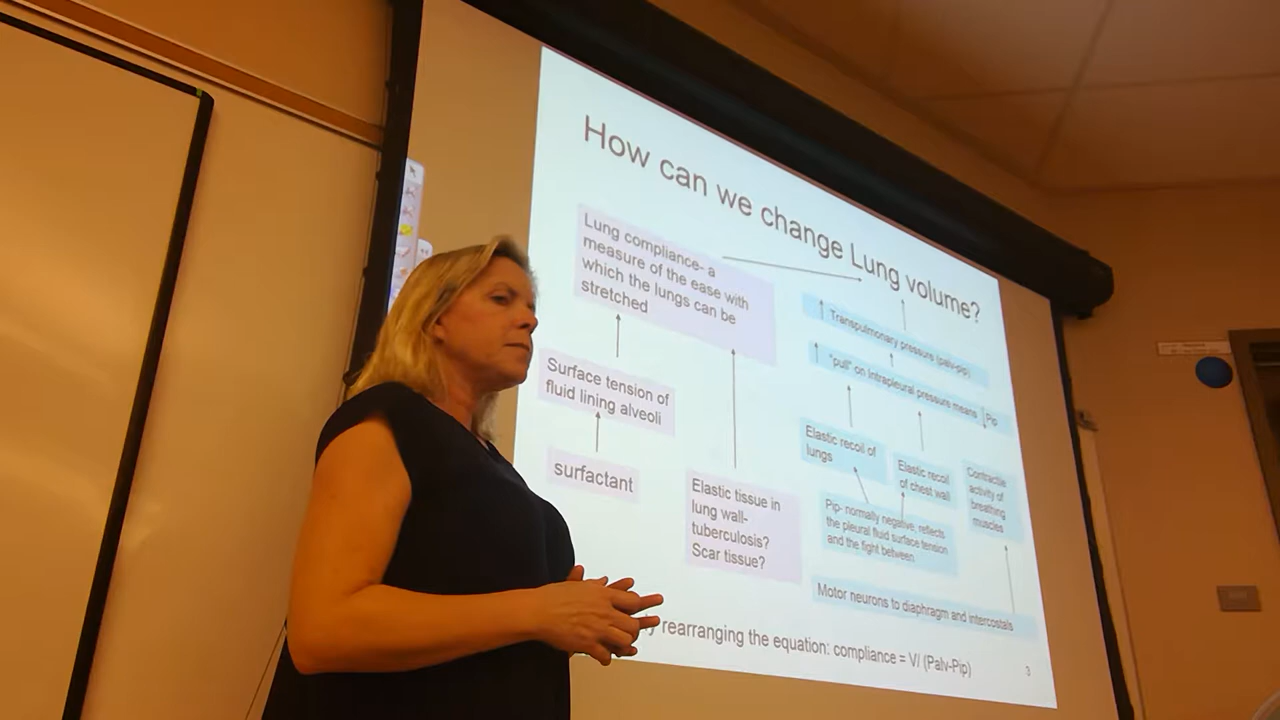 How can we change Lung volume?
Lung compliance- a
measure of the ease with
which the lungs can be
stretched
Transpulmonary pressure (palv-pip)
"pull" on Intrapleural pressure means Pip
Surface tension of
fluid lining alveoli
surfactant
Elastic tissue in
lung wall-
tuberculosis?
Scar tissue?
Elastic recoil of
lungs
Elastic recoil
of chest wall
Contractile
activity of
breathing
muscles
Pip- normally negative, reflects
the pleural fluid surface tension
and the fight between
Motor neurons to diaphragm and intercostals
rearranging the equation: compliance = V/ (Palv-Pip)
3